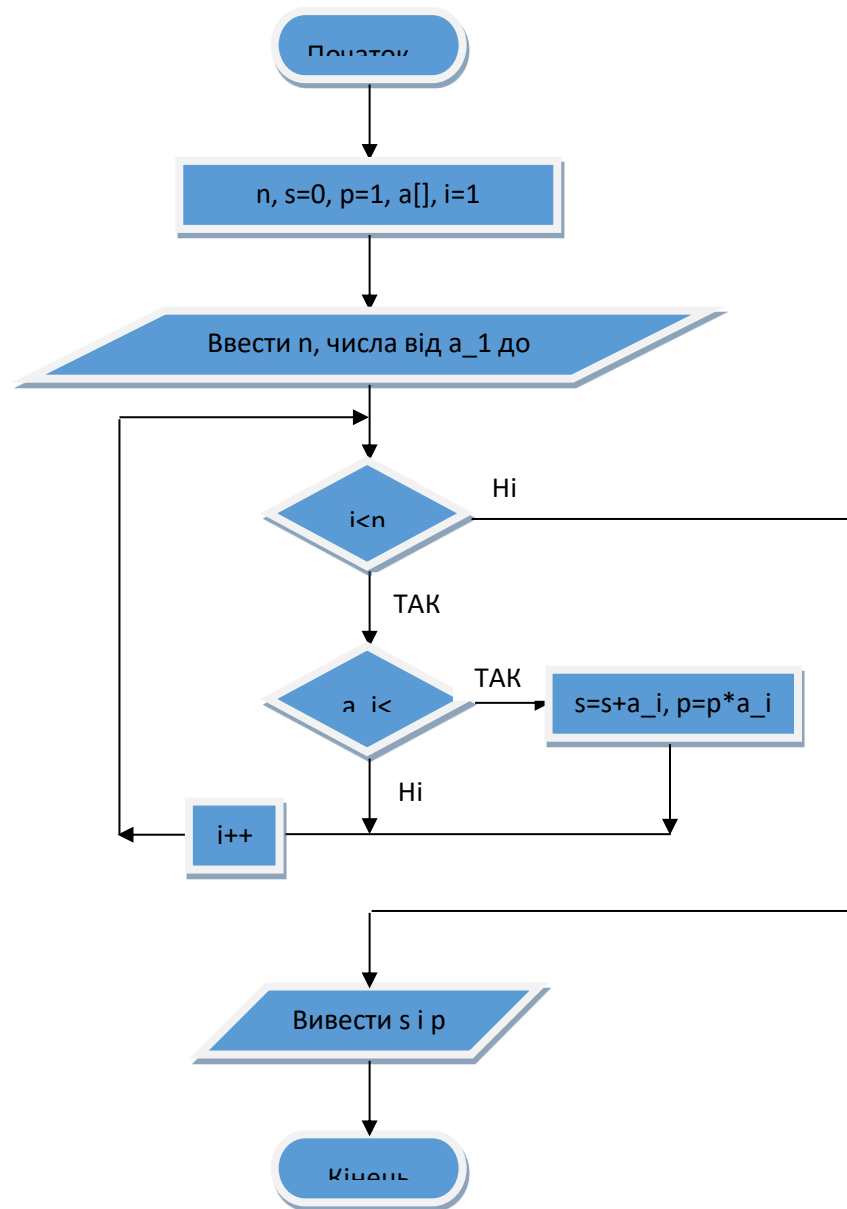 Початок
n, s=0, p=1, a[], i=1
Ввести n, числа від a_1 до
i<n
Ні
ТАК
a_i<
ТАК
s=s+a_i, p=p*a_i
Ні
i++
Вивести s і p
Кінець